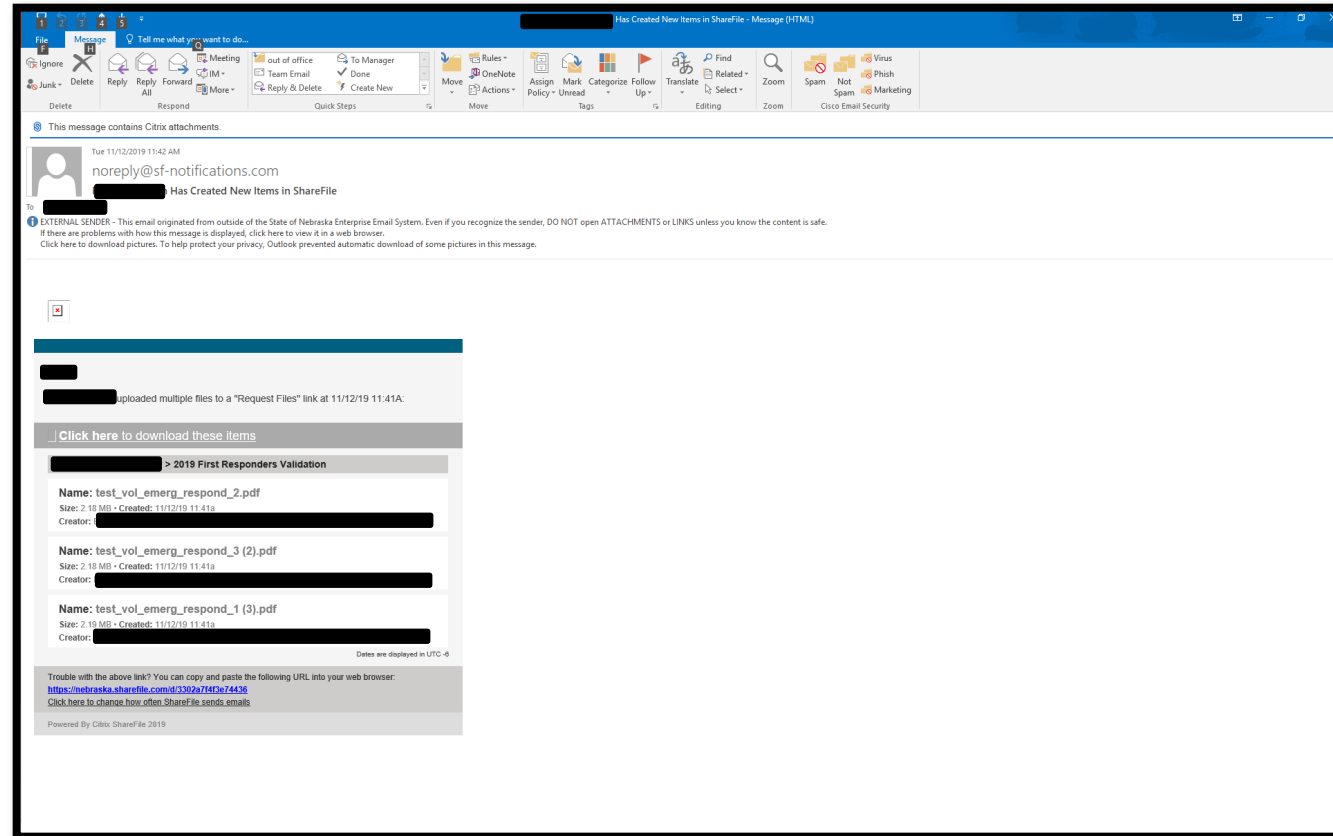 1 2 3 4 5
Has Created New Items in ShareFile - Message (HTML)
File Message Tell me what you want to do...
F H Q
Ignore Delete Reply Reply All Forward Meeting
Junk IM
More
out of office To Manager
Team Email Done
Reply & Delete Create New
Move Rules
OneNote
Actions
Assign Policy Mark Unread Categorize Follow Up
Translate Find
Related
Select
Zoom
Spam Not Spam Virus
Phish
Marketing
Delete Respond Quick Steps Move Tags Editing Zoom Cisco Email Security
This message contains Citrix attachments.
Tue 11/12/2019 11:42 AM
noreply@sf-notifications.com
Has Created New Items in ShareFile
To
EXTERNAL SENDER - This email originated from outside of the State of Nebraska Enterprise Email System. Even if you recognize the sender, DO NOT open ATTACHMENTS or LINKS unless you know the content is safe.
If there are problems with how this message is displayed, click here to view it in a web browser.
Click here to download pictures. To help protect your privacy, Outlook prevented automatic download of some pictures in this message.
uploaded multiple files to a "Request Files" link at 11/12/19 11:41A:
Click here to download these items
> 2019 First Responders Validation
Name: test_vol_emerg_respond_2.pdf
Size: 2.18 MB • Created: 11/12/19 11:41a
Creator:
Name: test_vol_emerg_respond_3 (2).pdf
Size: 2.18 MB • Created: 11/12/19 11:41a
Creator:
Name: test_vol_emerg_respond_1 (3).pdf
Size: 2.19 MB • Created: 11/12/19 11:41a
Creator:
Dates are displayed in UTC -6
Trouble with the above link? You can copy and paste the following URL into your web browser:
https://nebraska.sharefile.com/d/3302a7f4f3e74436
Click here to change how often ShareFile sends emails
Powered By Citrix ShareFile 2019